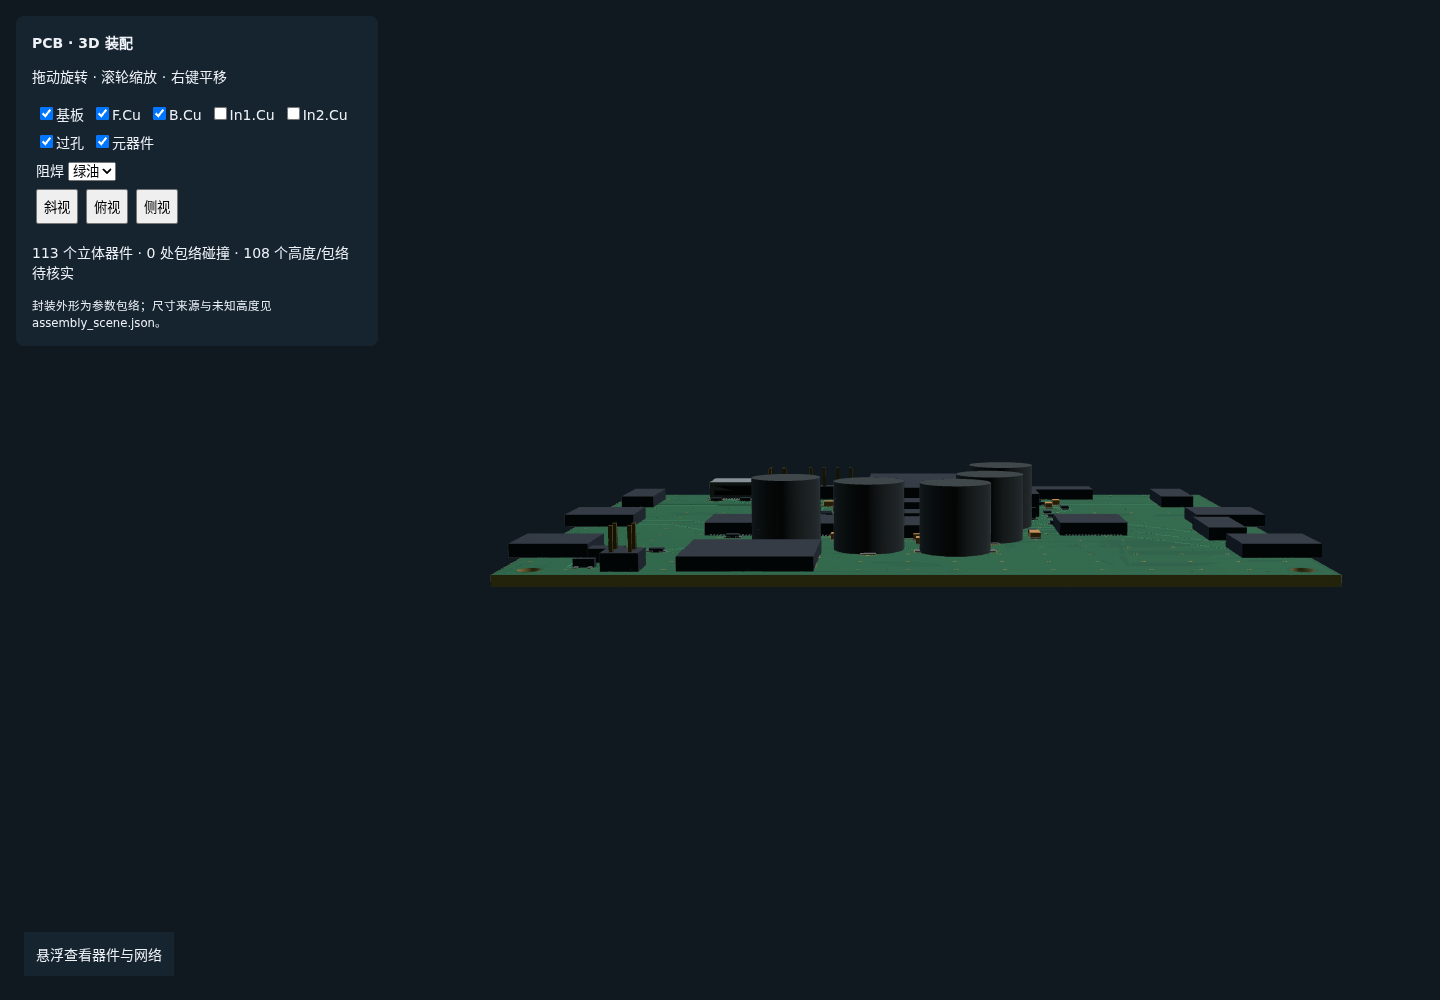 PCB · 3D 装配
拖动旋转 · 滚轮缩放 · 右键平移
基板 F.Cu B.Cu In1.Cu In2.Cu
过孔 元器件
阻焊 绿油
斜视 俯视 侧视
113 个立体器件 · 0 处包络碰撞 · 108 个高度/包络
待核实
封装外形为参数包络；尺寸来源与未知高度见
assembly_scene.json。
悬浮查看器件与网络